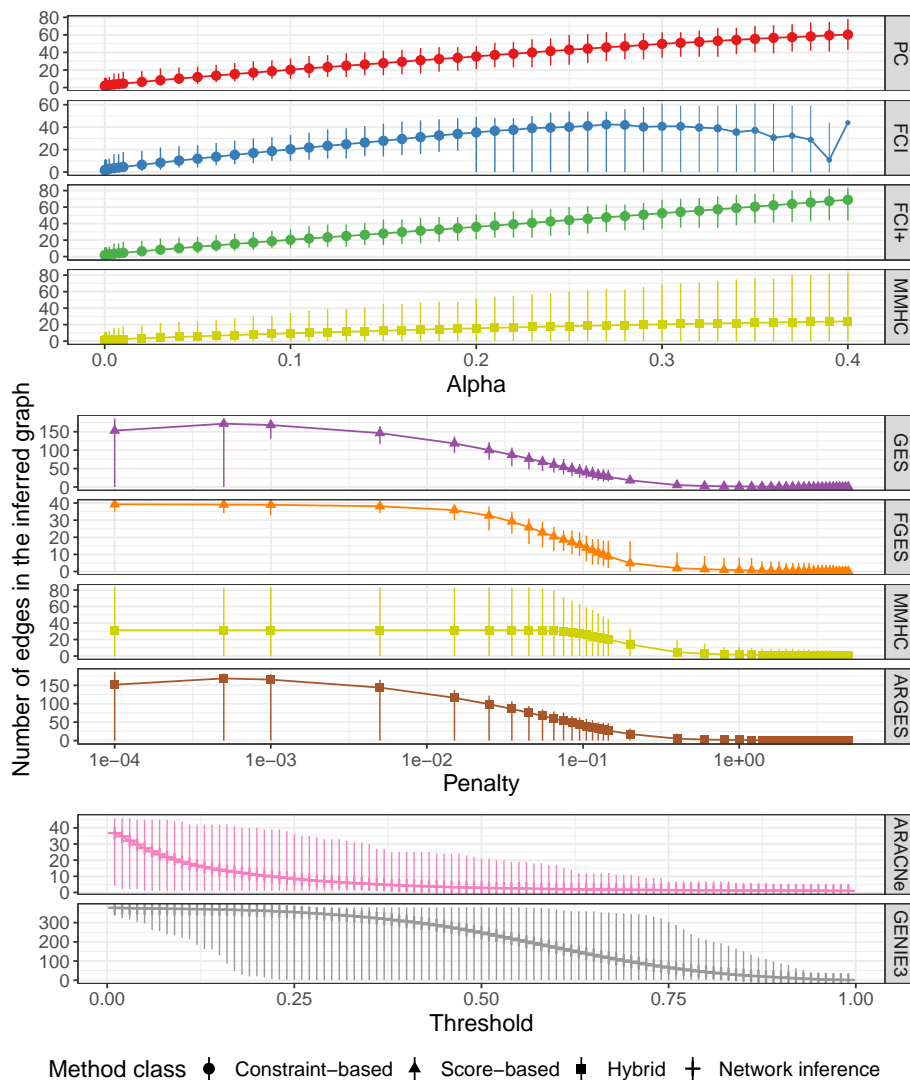 Number of edges in the inferred graph
80
60
40
20
0
PC
60
40
20
0
FCI
80
60
40
20
0
FCI+
80
60
40
20
0
MMHC
0.0 0.1 0.2 0.3 0.4
Alpha
150
100
50
0
GES
40
30
20
10
0
FGES
80
60
40
20
0
MMHC
150
100
50
0
ARGES
1e−04 1e−03 1e−02 1e−01 1e+00
Penalty
40
30
20
10
0
ARACNe
300
200
100
0
GENIE3
0.00 0.25 0.50 0.75 1.00
Threshold
Method class Constraint−based Score−based Hybrid Network inference